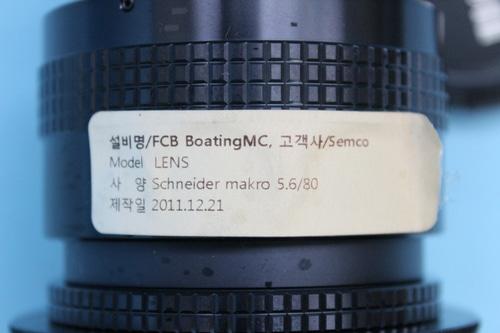 설비명/FCB BoatingMC, 고객사/Semco
Model LENS
사 양 Schneider makro 5.6/80
제작일 2011.12.21